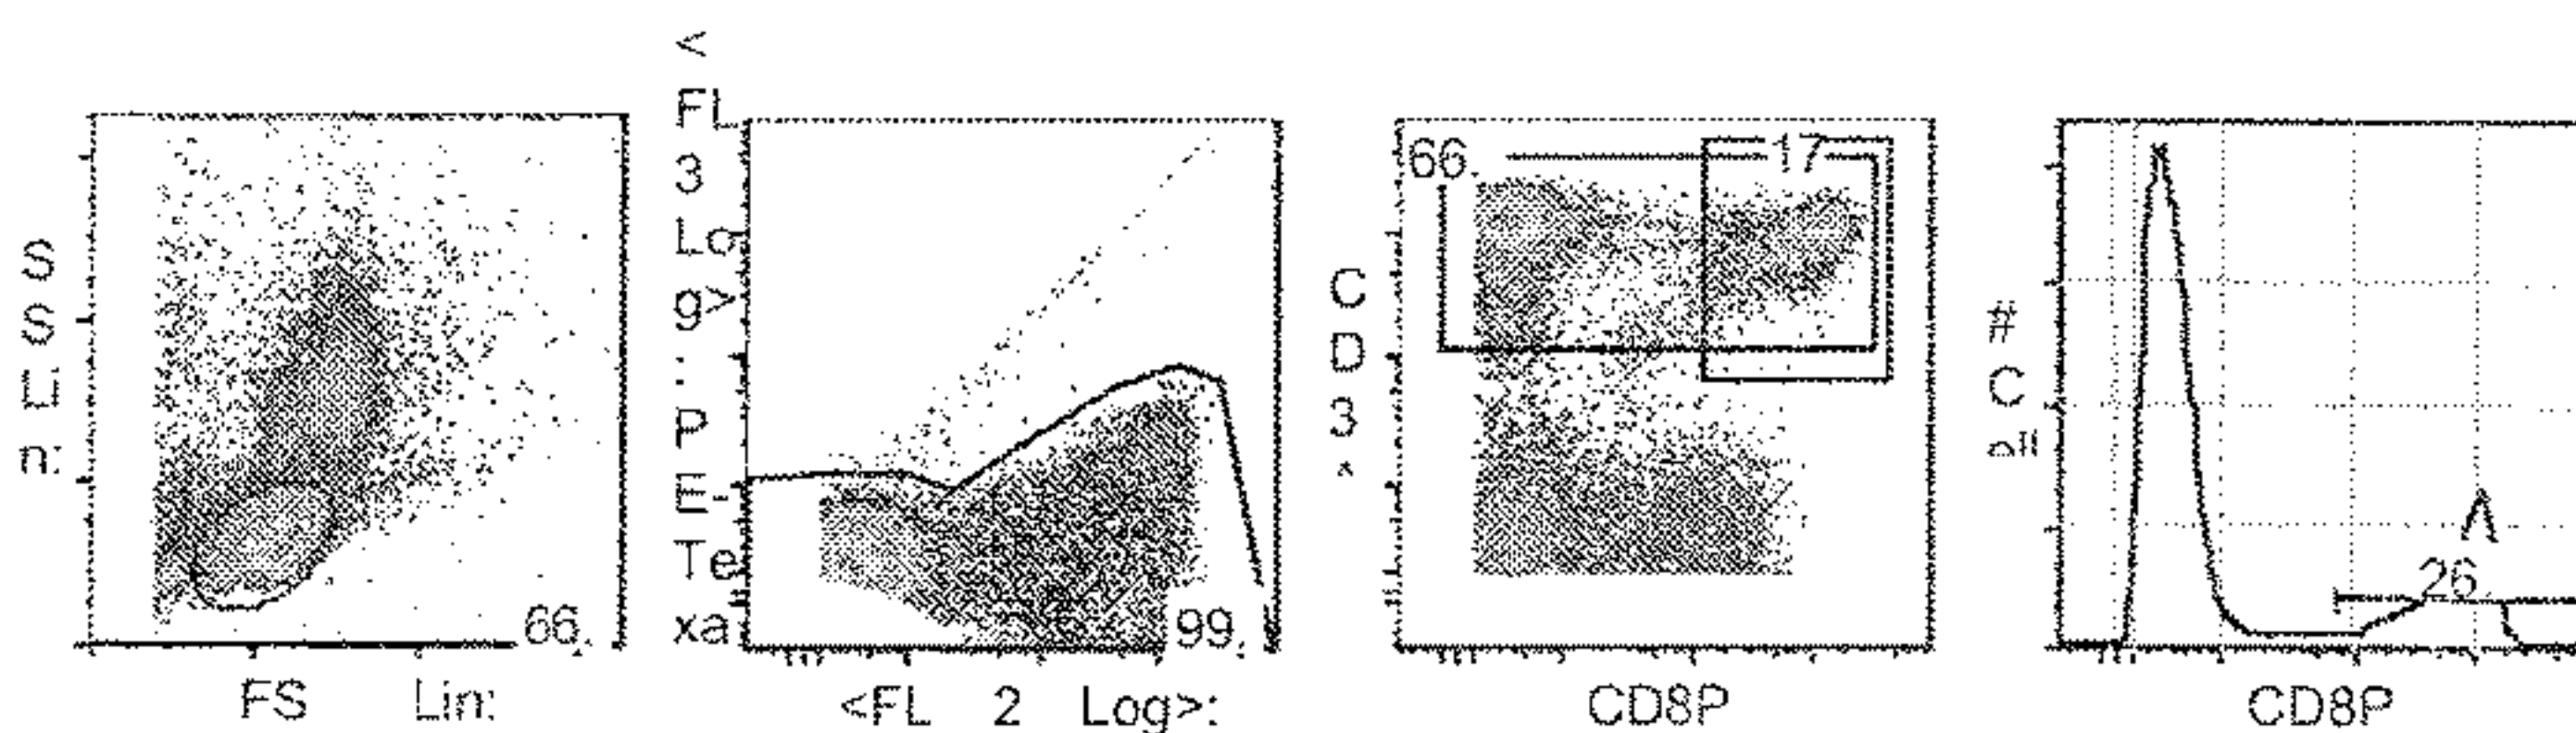 SS Lin:
66.
FS Lin:
<FL 3 Log>: PE-Texa
99.
<FL 2 Log>:
CD3
66.
17
CD8P
# Cell
26.
CD8P